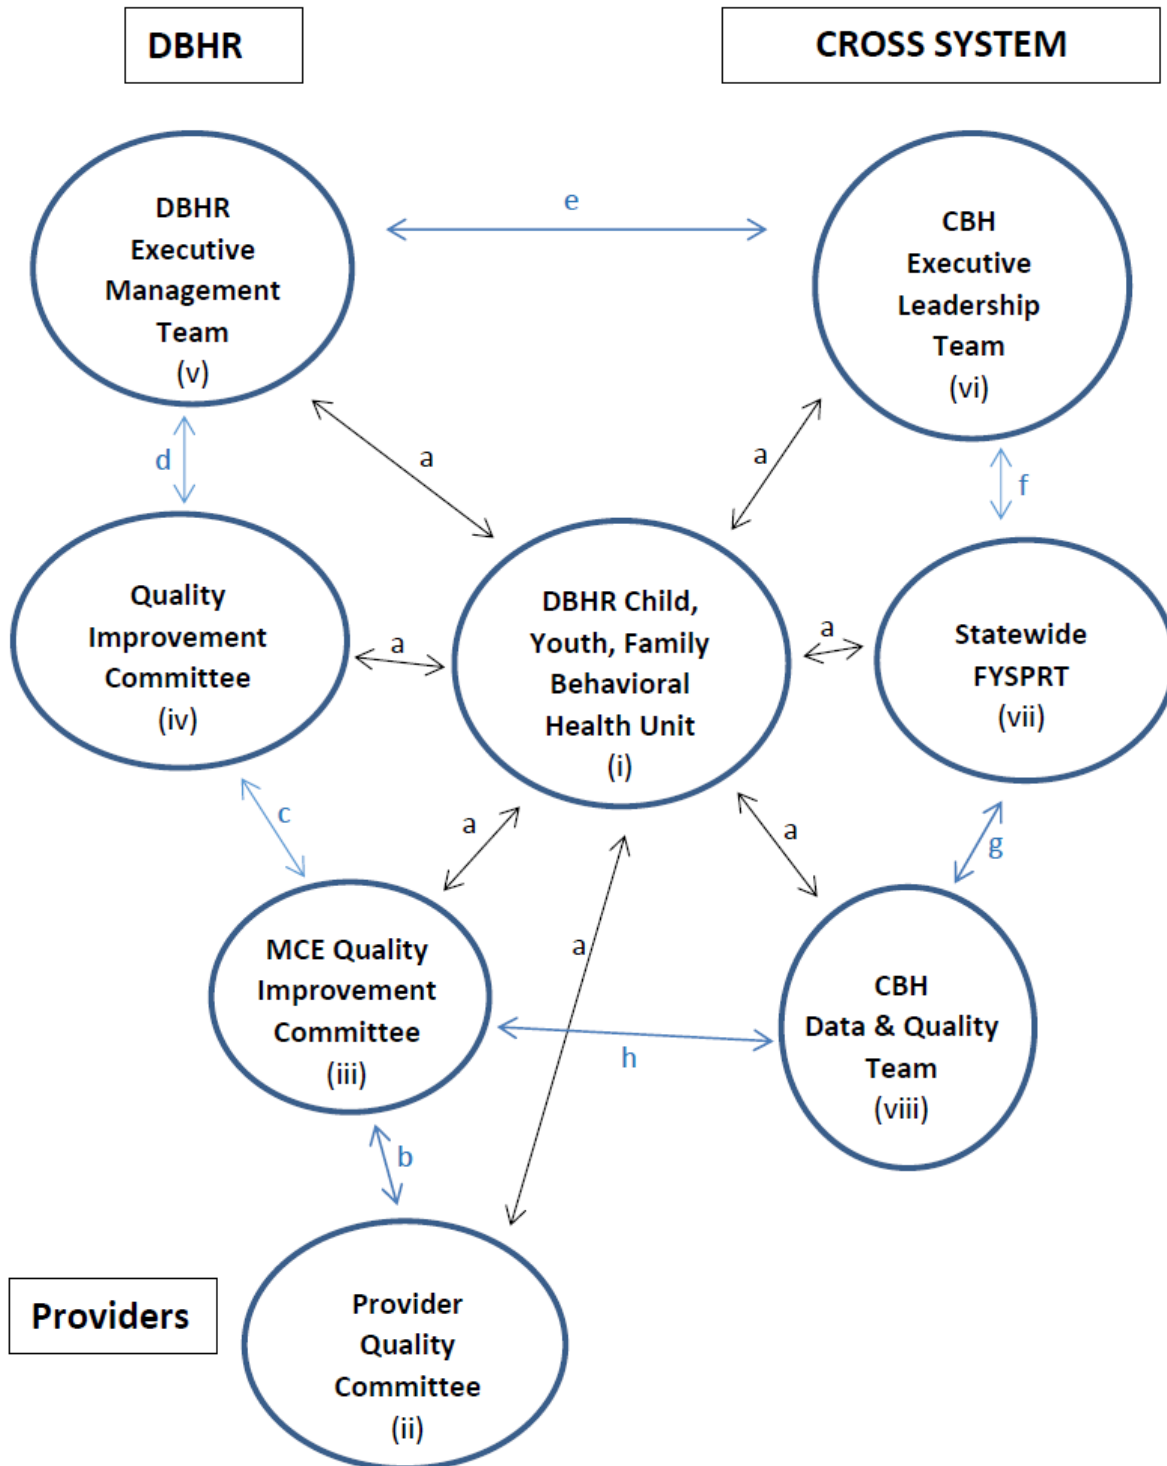 DBHR
CROSS SYSTEM
DBHR
Executive
Management
Team
(v)
e
CBH
Executive
Leadership
Team
(vi)
d
a
a
f
Quality
Improvement
Committee
(iv)
a
DBHR Child,
Youth, Family
Behavioral
Health Unit
(i)
a
Statewide
FYSPRT
(vii)
c
a
a
g
MCE Quality
Improvement
Committee
(iii)
a
h
CBH
Data & Quality
Team
(viii)
b
Providers
Provider
Quality
Committee
(ii)